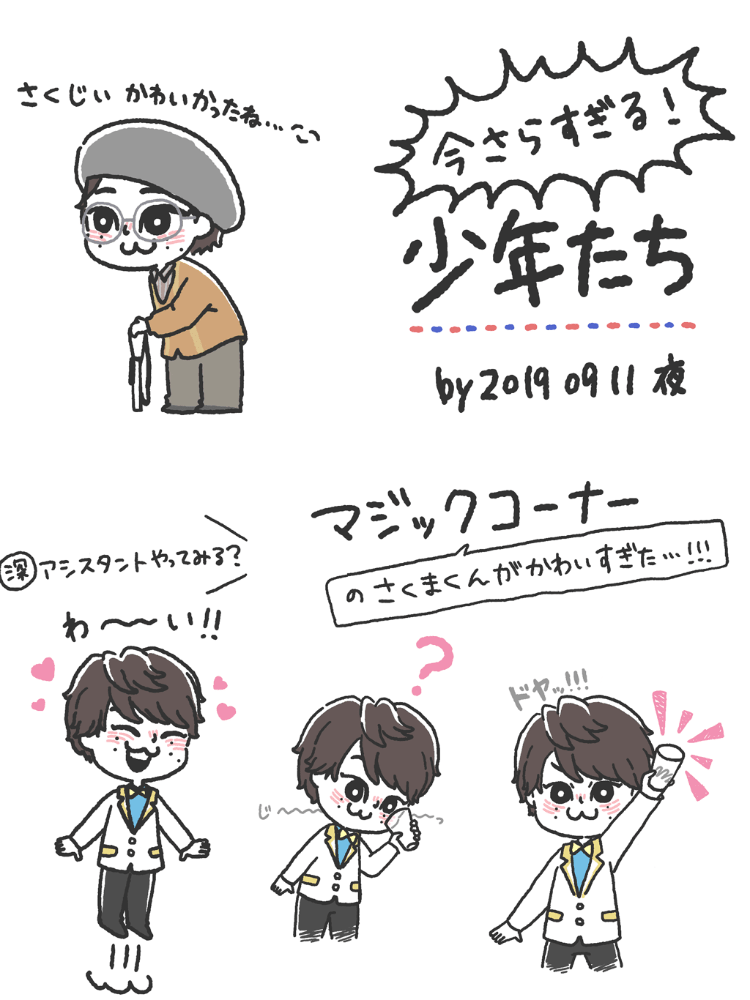 さくじい かわいかったね…
今さらすぎる！
少年たち
by 2019 09 11 夜
マジックコーナー
のさくまくんがかわいすぎた…!!!
深 アシスタントやってみる？
わ〜〜い!!
?
ドヤッ!!!
じ〜〜〜〜っ